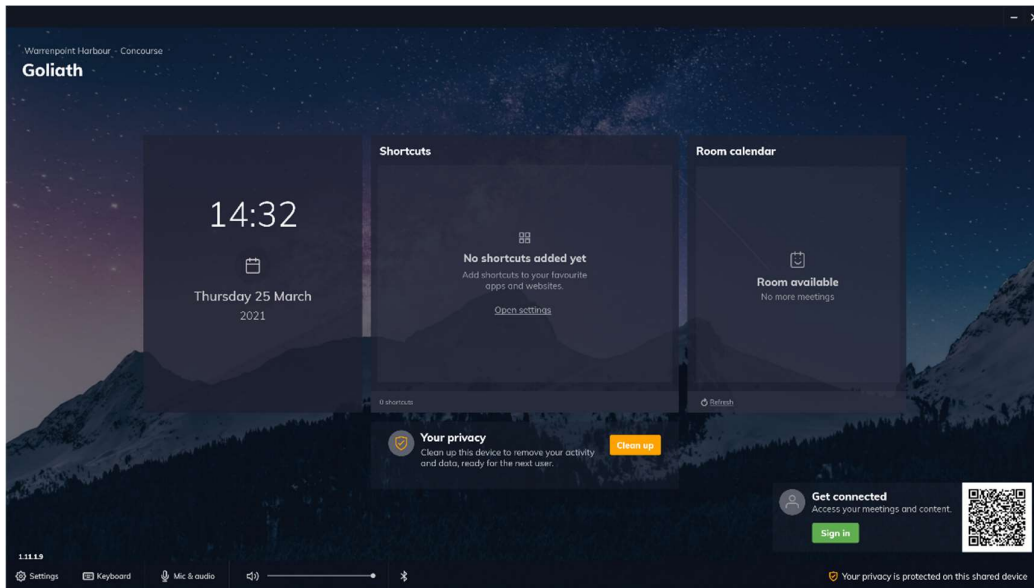 Warrenpoint Harbour - Concourse
Goliath
14:32
Thursday 25 March
2021
Shortcuts
No shortcuts added yet
Add shortcuts to your favourite
apps and websites.
Open settings
0 shortcuts
Room calendar
Room available
No more meetings
Refresh
Your privacy
Clean up this device to remove your activity
and data, ready for the next user.
Clean up
Get connected
Access your meetings and content.
Sign in
1.11.1.9
Settings
Keyboard
Mic & audio
Your privacy is protected on this shared device